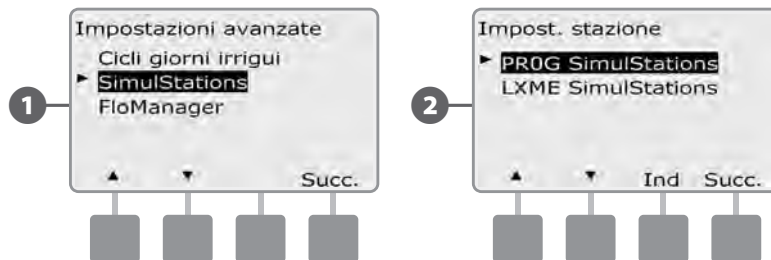 1
Impostazioni avanzate
Cicli giorni irrigui
SimulStations
FloManager
Succ.
2
Impost. stazione
PR0G SimulStations
LXME SimulStations
Ind Succ.